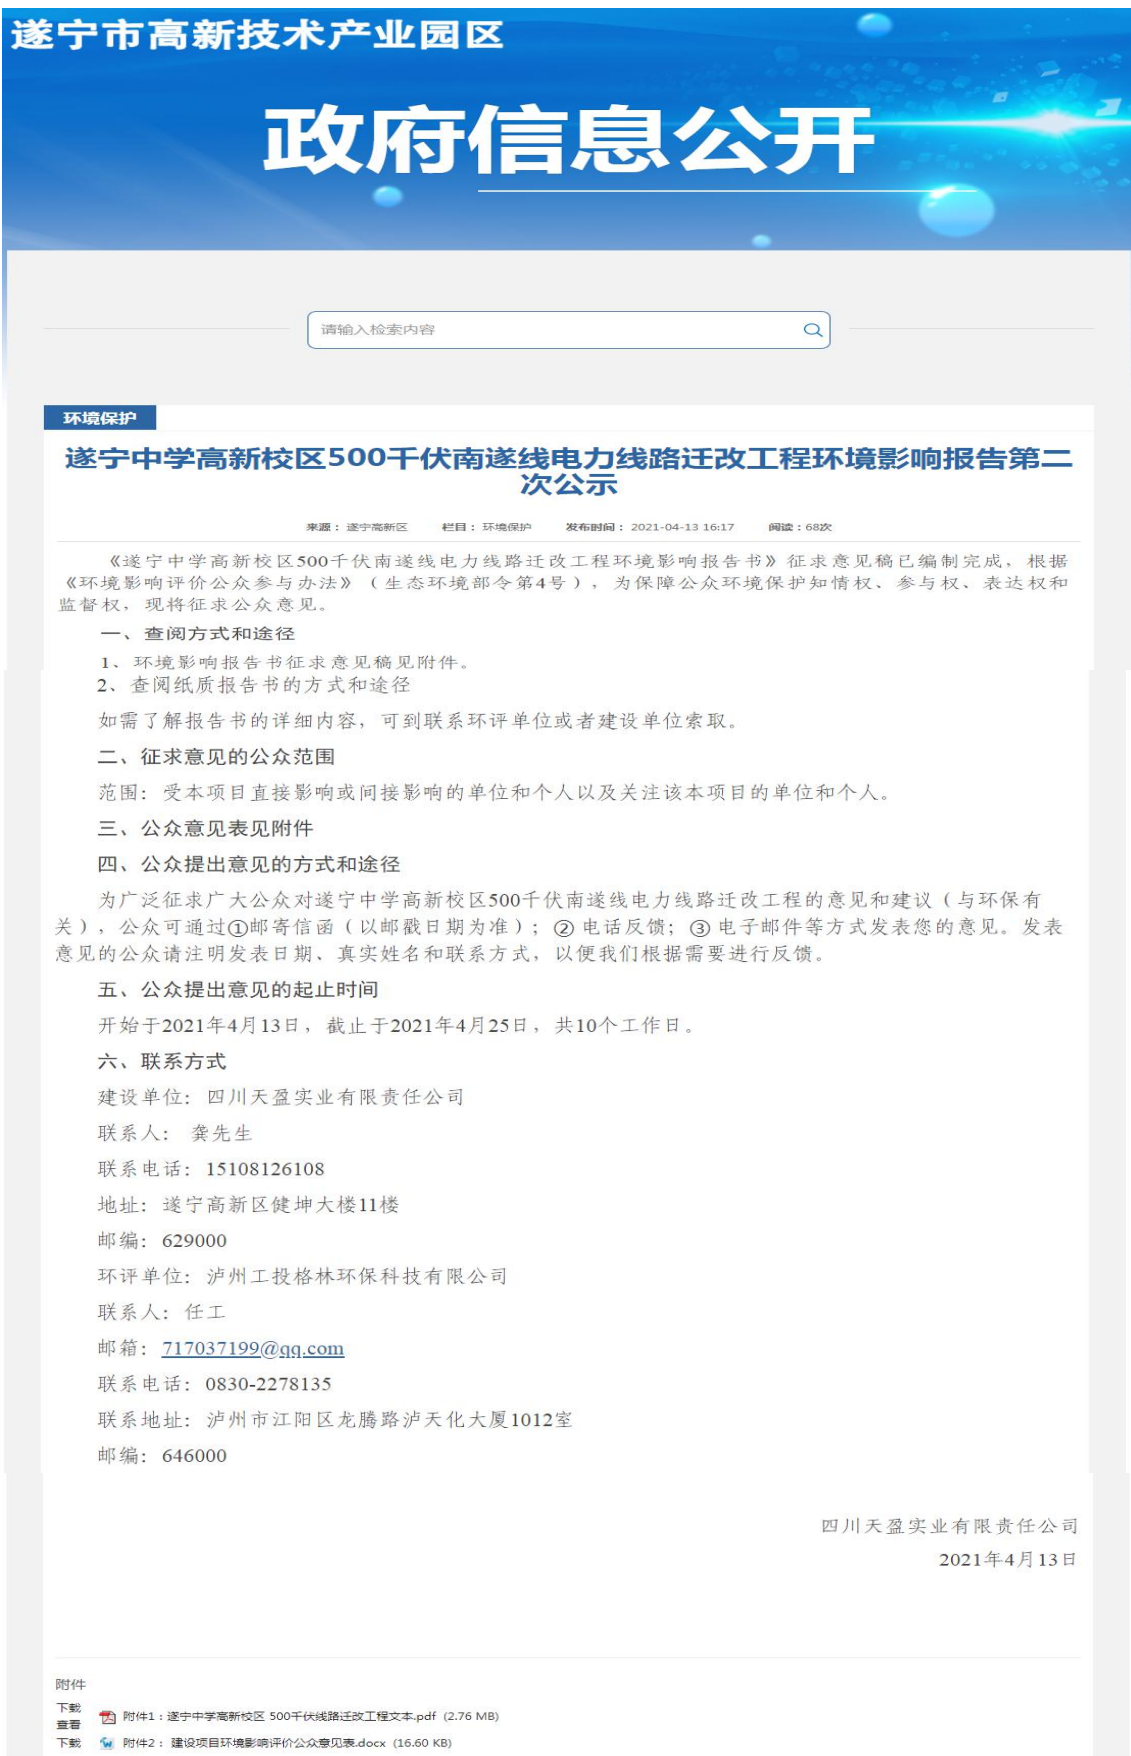 遂宁市高新技术产业园区
政府信息公开
请输入检索内容
环境保护
遂宁中学高新校区500千伏南遂线电力线路迁改工程环境影响报告第二
次公示
来源：遂宁高新区 栏目：环境保护 发布时间：2021-04-13 16:17 阅读：68次
《遂宁中学高新校区500千伏南遂线电力线路迁改工程环境影响报告书》征求意见稿已编制完成，根据
《环境影响评价公众参与办法》（生态环境部令第4号），为保障公众环境保护知情权、参与权、表达权和
监督权，现将征求公众意见。
一、查阅方式和途径
1、环境影响报告书征求意见稿见附件。
2、查阅纸质报告书的方式和途径
如需了解报告书的详细内容，可到联系环评单位或者建设单位索取。
二、征求意见的公众范围
范围：受本项目直接影响或间接影响的单位和个人以及关注该本项目的单位和个人。
三、公众意见表见附件
四、公众提出意见的方式和途径
为广泛征求广大公众对遂宁中学高新校区500千伏南遂线电力线路迁改工程的意见和建议（与环保有
关），公众可通过①邮寄信函（以邮戳日期为准）；②电话反馈；③电子邮件等方式发表您的意见。发表
意见的公众请注明发表日期、真实姓名和联系方式，以便我们根据需要进行反馈。
五、公众提出意见的起止时间
开始于2021年4月13日，截止于2021年4月25日，共10个工作日。
六、联系方式
建设单位：四川天盈实业有限责任公司
联系人： 龚先生
联系电话：15108126108
地址：遂宁高新区健坤大楼11楼
邮编：629000
环评单位：泸州工投格林环保科技有限公司
联系人：任工
邮箱：717037199@qq.com
联系电话：0830-2278135
联系地址：泸州市江阳区龙腾路泸天化大厦1012室
邮编：646000
四川天盈实业有限责任公司
2021年4月13日
附件
下载
查看 附件1：遂宁中学高新校区 500千伏线路迁改工程文本.pdf (2.76 MB)
下载 附件2： 建设项目环境影响评价公众意见表.docx (16.60 KB)